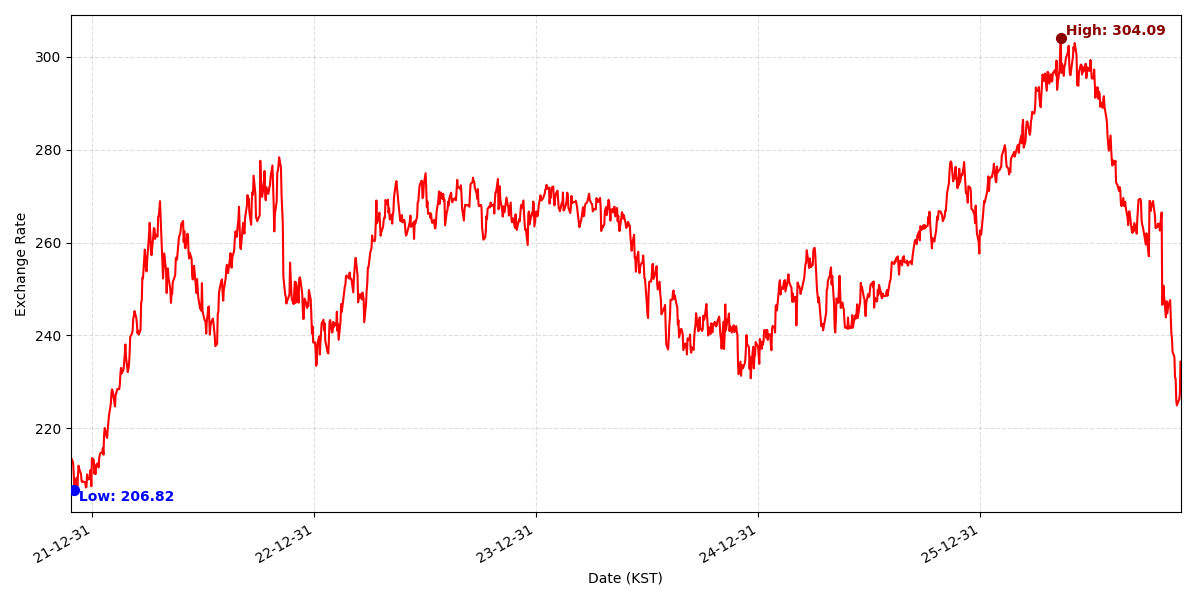 High: 304.09
300
280
260
240
220
Exchange Rate
Low: 206.82
21-12-31
22-12-31
23-12-31
24-12-31
25-12-31
Date (KST)